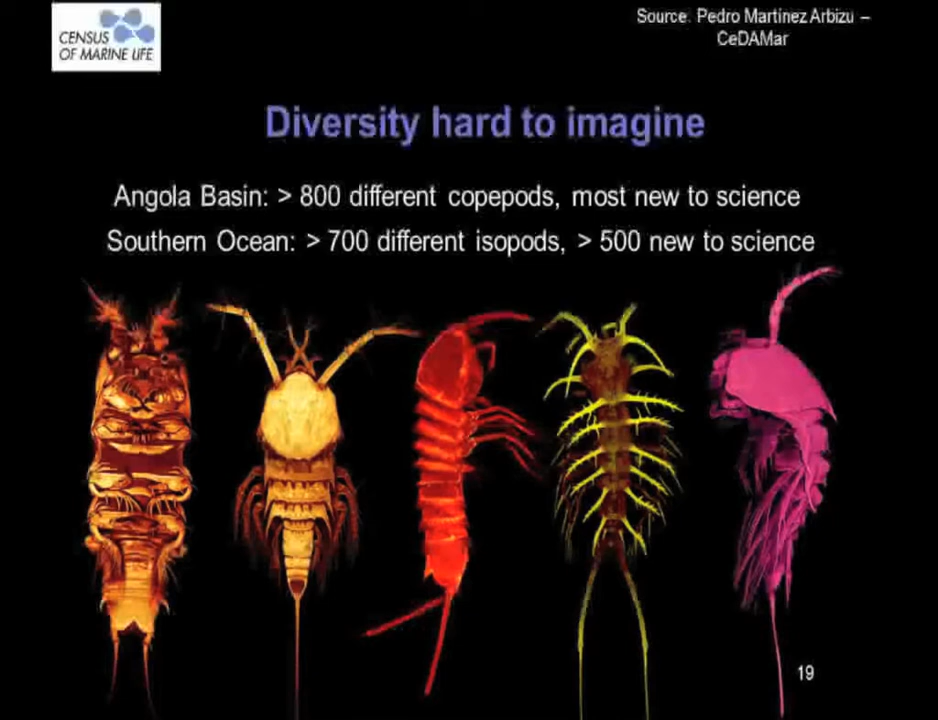 CENSUS
OF MARINE LIFE
Source: Pedro Martínez Arbizu –
CeDAMar
Diversity hard to imagine
Angola Basin: > 800 different copepods, most new to science
Southern Ocean: > 700 different isopods, > 500 new to science
19